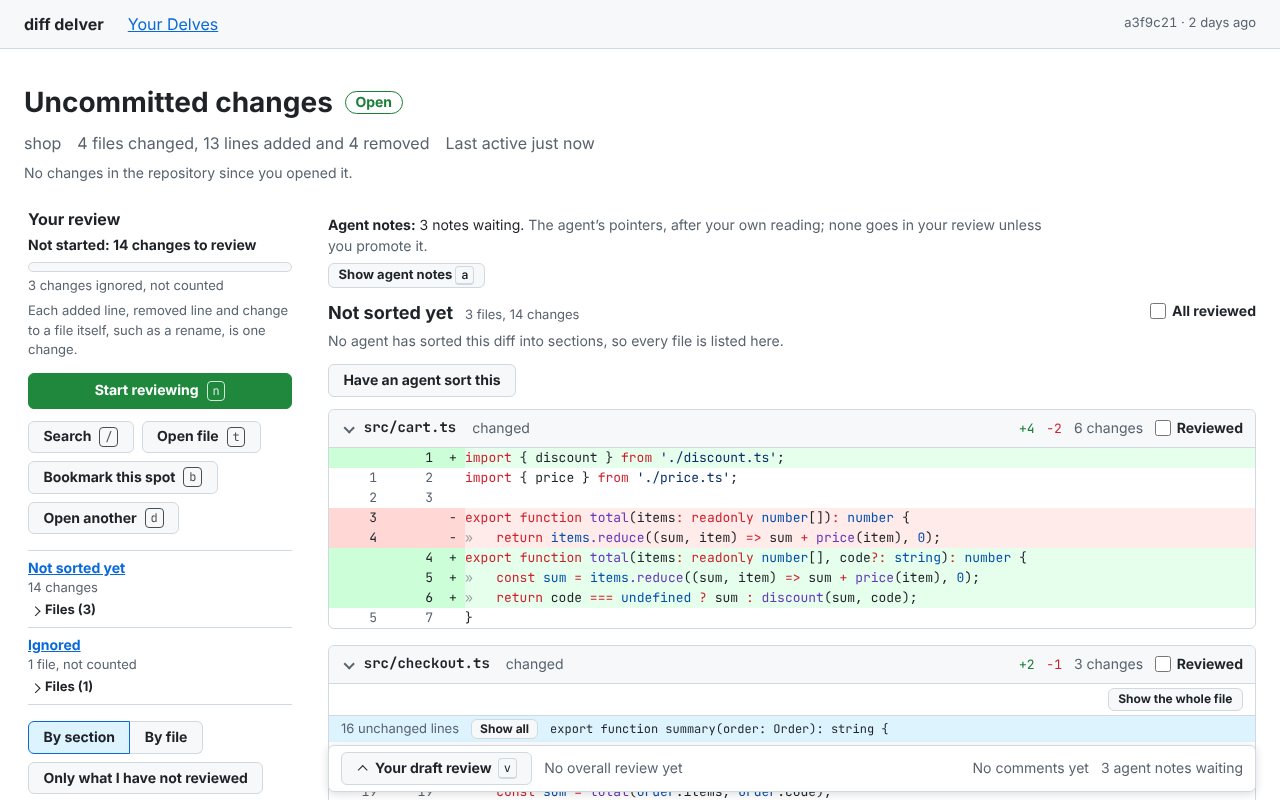 diff delver Your Delves a3f9c21 · 2 days ago
Uncommitted changes Open
shop 4 files changed, 13 lines added and 4 removed Last active just now
No changes in the repository since you opened it.
Your review
Not started: 14 changes to review
3 changes ignored, not counted
Each added line, removed line and change
to a file itself, such as a rename, is one
change.
Start reviewing n
Search / Open file t
Bookmark this spot b
Open another d
Not sorted yet
14 changes
Files (3)
Ignored
1 file, not counted
Files (1)
By section By file
Only what I have not reviewed
Agent notes: 3 notes waiting. The agent’s pointers, after your own reading; none goes in your review unless
you promote it.
Show agent notes a
Not sorted yet 3 files, 14 changes All reviewed
No agent has sorted this diff into sections, so every file is listed here.
Have an agent sort this
src/cart.ts changed +4 -2 6 changes Reviewed
1 + import { discount } from './discount.ts';
1 2 import { price } from './price.ts';
2 3
3 - export function total(items: readonly number[]): number {
4 - » return items.reduce((sum, item) => sum + price(item), 0);
4 + export function total(items: readonly number[], code?: string): number {
5 + » const sum = items.reduce((sum, item) => sum + price(item), 0);
6 + » return code === undefined ? sum : discount(sum, code);
5 7 }
src/checkout.ts changed +2 -1 3 changes Reviewed
Show the whole file
16 unchanged lines Show all export function summary(order: Order): string {
Your draft review v No overall review yet No comments yet 3 agent notes waiting
19 19 const sum = total(order.items, order.code);